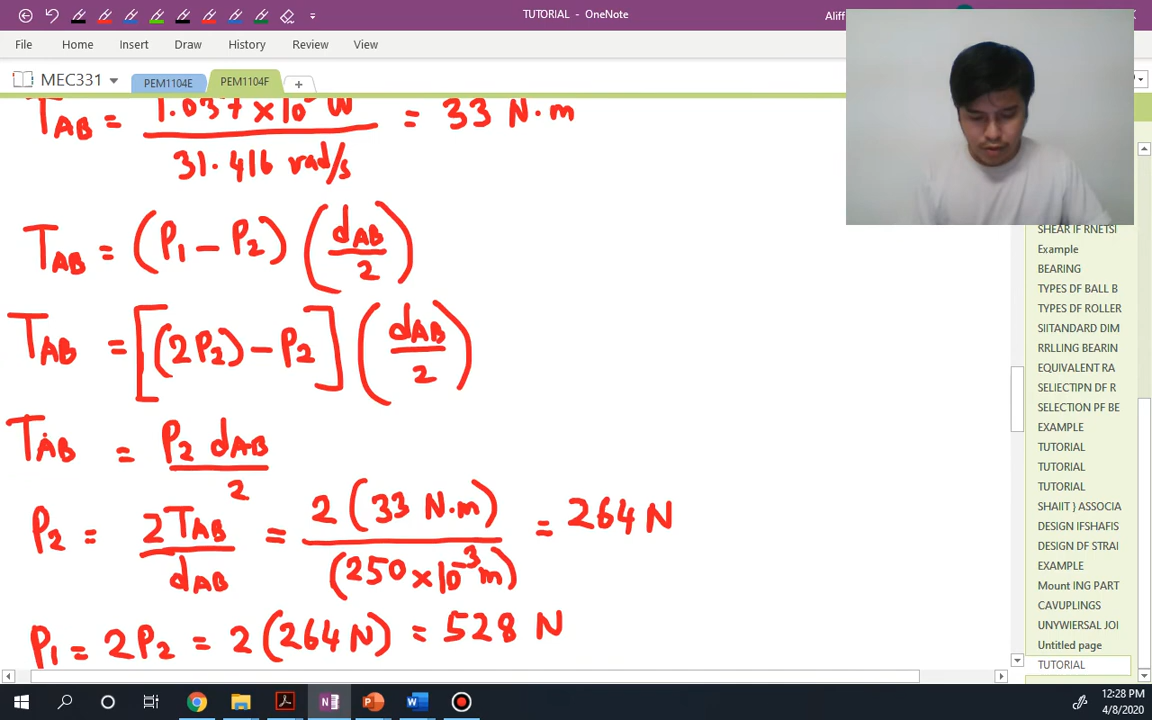 TUTORIAL - OneNote
Aliff
File Home Insert Draw History Review View
MEC331 PEM1104E PEM1104F
T_AB = = 33 N·m
31.416 rad/s
T_AB = (P₁ - P₂) (d_AB/2)
T_AB = [(2P₂) - P₂] (d_AB/2)
T_AB = P₂ d_AB/2
P₂ = 2T_AB/d_AB = 2(33 N·m)/(250×10⁻³m) = 264 N
P₁ = 2P₂ = 2(264 N) = 528 N
SHEAR IF RNETSI
Example
BEARING
TYPES DF BALL B
TYPES DF ROLLER
SIITANDARD DIM
RRLLING BEARIN
EQUIVALENT RA
SELIECTIPN DF R
SELECTION PF BE
EXAMPLE
TUTORIAL
TUTORIAL
TUTORIAL
SHAIIT } ASSOCIA
DESIGN IFSHAFIS
DESIGN DF STRAI
EXAMPLE
Mount ING PART
CAVUPLINGS
UNYWIERSAL JOI
Untitled page
TUTORIAL
12:28 PM
4/8/2020